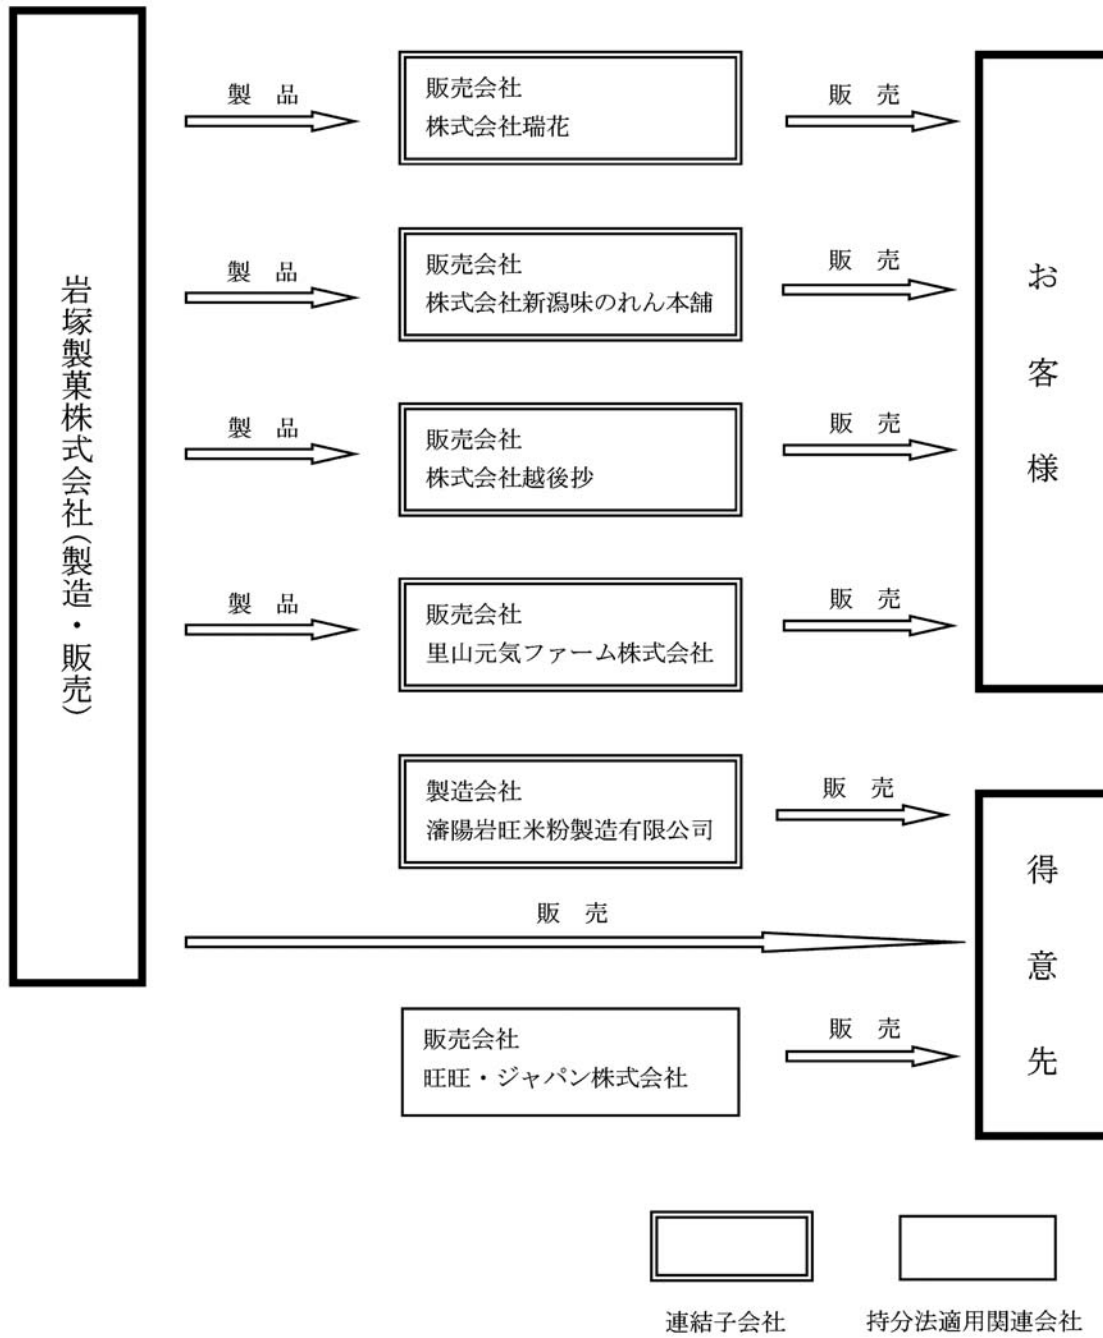 岩塚製菓株式会社(製造・販売)
製 品
販売会社
株式会社瑞花
販 売
製 品
販売会社
株式会社新潟味のれん本舗
販 売
製 品
販売会社
株式会社越後抄
販 売
製 品
販売会社
里山元気ファーム株式会社
販 売
お客様
製造会社
瀋陽岩旺米粉製造有限公司
販 売
販 売
販売会社
旺旺・ジャパン株式会社
販 売
得意先
連結子会社
持分法適用関連会社